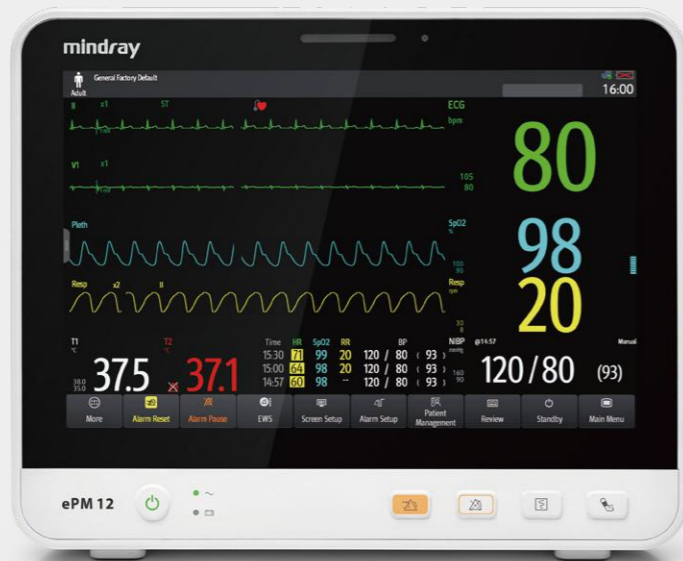 mindray
Adult
General Factory Default
16:00
II x1 ST
ECG
bpm
80
1mV
V1 x1
105
80
1mV
Pleth
SpO2
%
98
100
90
Resp x2 II
Resp
rpm
20
30
8
T1
°C
38.0
35.0
37.5
T2
°C
37.1
Time HR SpO2 RR BP
15:30 71 99 20 120 / 80 ( 93 )
15:00 64 98 20 120 / 80 ( 93 )
14:57 60 98 -- 120 / 80 ( 93 )
NIBP @14:57 Manual
mmHg
160
90
120/80 (93)
More
Alarm Reset
Alarm Pause
EWS
Screen Setup
Alarm Setup
Patient
Management
Review
Standby
Main Menu
ePM 12